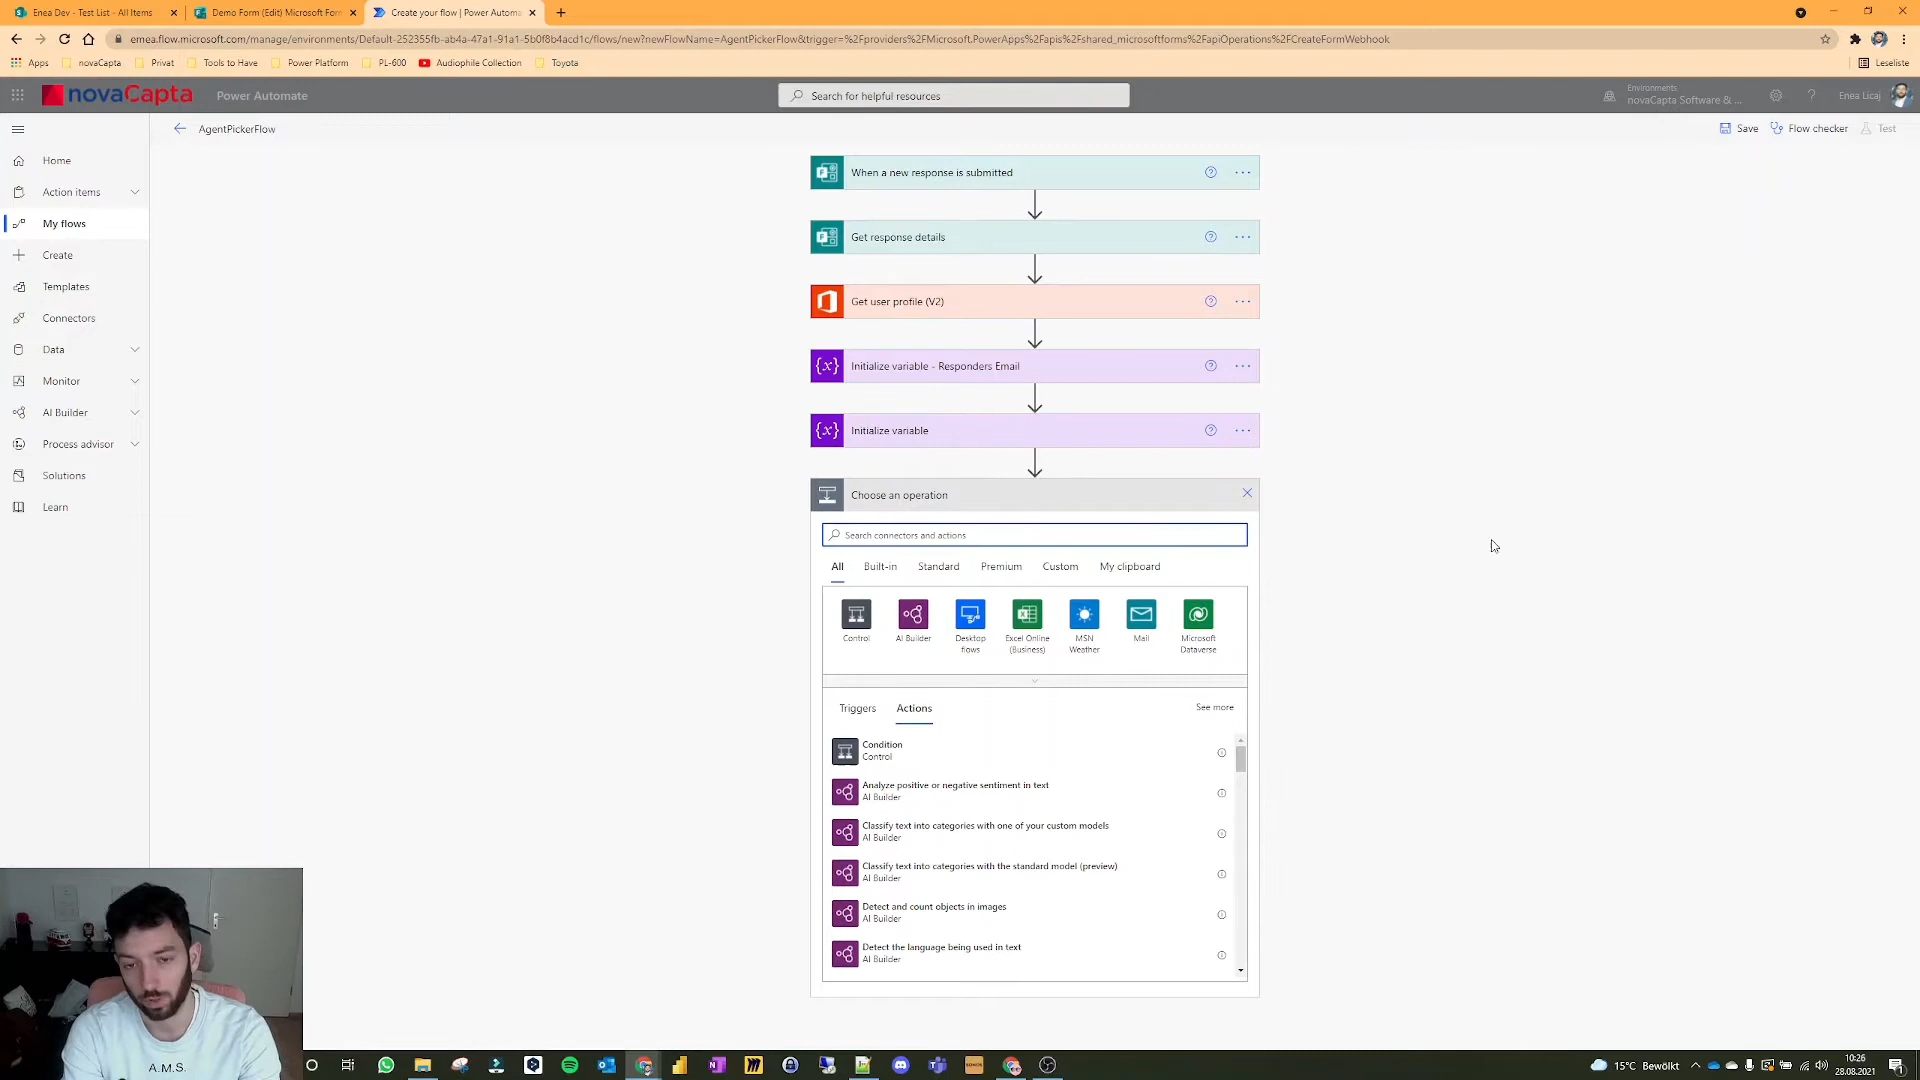 Enea Dev - Test List - All Items
Demo Form (Edit) Microsoft For
Create your flow | Power Automa
emea.flow.microsoft.com/manage/environments/Default-252355fb-ab4a-47a1-91a1-5b0f8b4acd1c/flows/new?newFlowName=AgentPickerFlow&trigger=%2Fproviders%2FMicrosoft.PowerApps%2Fapis%2Fshared_microsoftforms%2FapiOperations%2FCreateFormWebhook
Apps
novaCapta
Privat
Tools to Have
Power Platform
PL-600
Audiophile Collection
Toyota
Leseliste
novaCapta
Power Automate
Search for helpful resources
Environments
novaCapta Software & ...
Enea Licaj
AgentPickerFlow
Save
Flow checker
Test
Home
Action items
My flows
Create
Templates
Connectors
Data
Monitor
AI Builder
Process advisor
Solutions
Learn
When a new response is submitted
Get response details
Get user profile (V2)
{x} Initialize variable - Responders Email
{x} Initialize variable
Choose an operation
Search connectors and actions
All
Built-in
Standard
Premium
Custom
My clipboard
Control
AI Builder
Desktop
flows
Excel Online
(Business)
MSN
Weather
Mail
Microsoft
Dataverse
Triggers
Actions
See more
Condition
Control
Analyze positive or negative sentiment in text
AI Builder
Classify text into categories with one of your custom models
AI Builder
Classify text into categories with the standard model (preview)
AI Builder
Detect and count objects in images
AI Builder
Detect the language being used in text
AI Builder
A.M.S.
15°C Bewölkt
10:26
28.08.2021